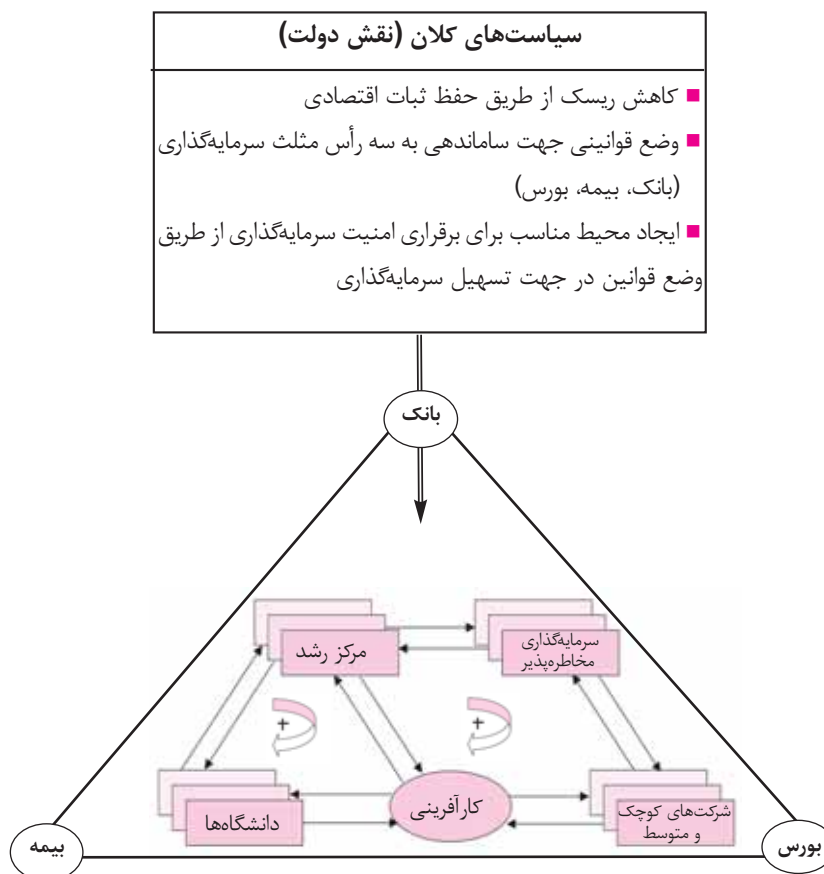 سیاست‌های کلان (نقش دولت)
کاهش ریسک از طریق حفظ ثبات اقتصادی
وضع قوانینی جهت ساماندهی به سه رأس مثلث سرمایه‌گذاری
(بانک، بیمه، بورس)
ایجاد محیط مناسب برای برقراری امنیت سرمایه‌گذاری از طریق
وضع قوانین در جهت تسهیل سرمایه‌گذاری
بانک
سرمایه‌گذاری
مخاطره‌پذیر
مرکز رشد
+
+
شرکت‌های کوچک
و متوسط
کارآفرینی
دانشگاه‌ها
بورس
بیمه